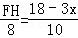 FH/8 = (18 − 3x)/10